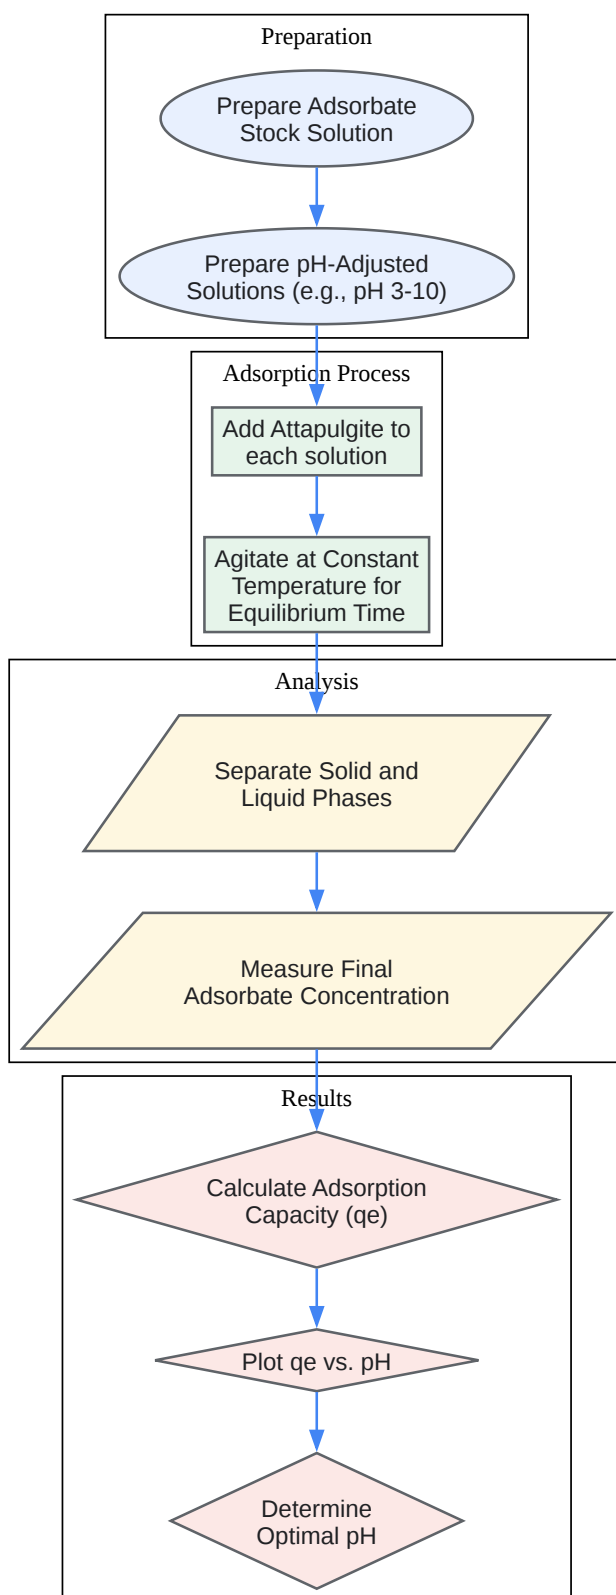 Preparation
Prepare Adsorbate
Stock Solution
Prepare pH-Adjusted
Solutions (e.g., pH 3-10)
Adsorption Process
Add Attapulgite to
each solution
Agitate at Constant
Temperature for
Equilibrium Time
Analysis
Separate Solid and
Liquid Phases
Measure Final
Adsorbate Concentration
Results
Calculate Adsorption
Capacity (qe)
Plot qe vs. pH
Determine
Optimal pH